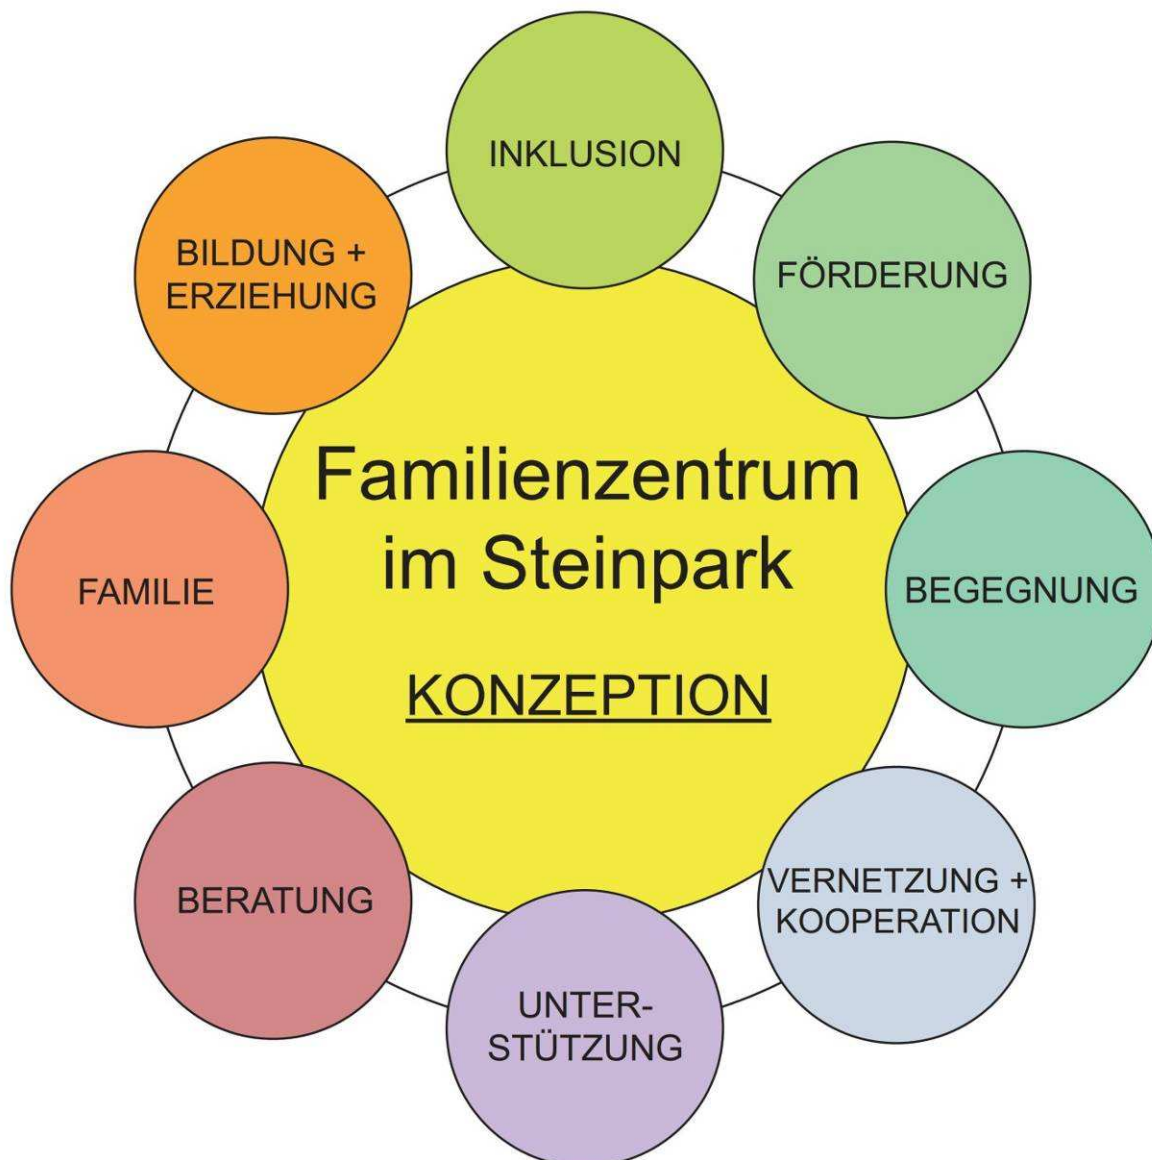 INKLUSION
FÖRDERUNG
BEGEGNUNG
VERNETZUNG +
KOOPERATION
UNTER-
STÜTZUNG
BERATUNG
FAMILIE
BILDUNG +
ERZIEHUNG
Familienzentrum
im Steinpark
KONZEPTION